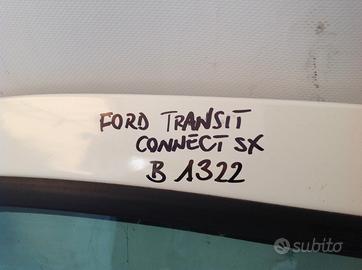 FORD TRANSIT
CONNECT SX
B 1322
subito